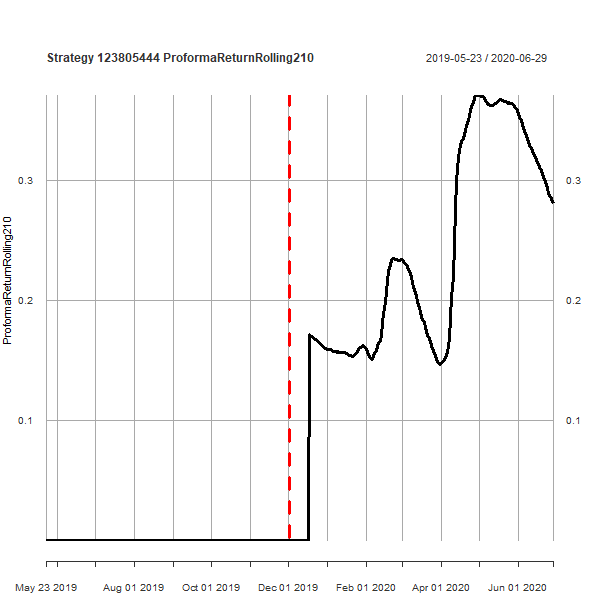 Strategy 123805444 ProformaReturnRolling210
2019-05-23 / 2020-06-29
ProformaReturnRolling210
0.3
0.3
0.2
0.2
0.1
0.1
May 23 2019
Aug 01 2019
Oct 01 2019
Dec 01 2019
Feb 01 2020
Apr 01 2020
Jun 01 2020